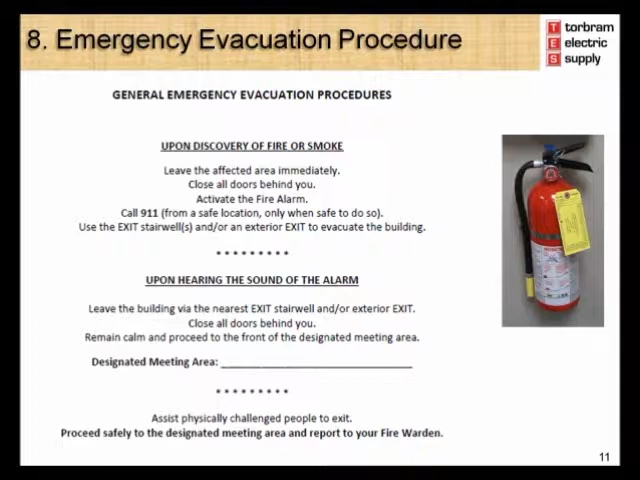 8. Emergency Evacuation Procedure
T torbram
E electric
S supply
GENERAL EMERGENCY EVACUATION PROCEDURES
UPON DISCOVERY OF FIRE OR SMOKE
Leave the affected area immediately.
Close all doors behind you.
Activate the Fire Alarm.
Call 911 (from a safe location, only when safe to do so).
Use the EXIT stairwell(s) and/or an exterior EXIT to evacuate the building.
* * * * * * * * *
UPON HEARING THE SOUND OF THE ALARM
Leave the building via the nearest EXIT stairwell and/or exterior EXIT.
Close all doors behind you.
Remain calm and proceed to the front of the designated meeting area.
Designated Meeting Area: ______________________________
* * * * * * * * *
Assist physically challenged people to exit.
Proceed safely to the designated meeting area and report to your Fire Warden.
11